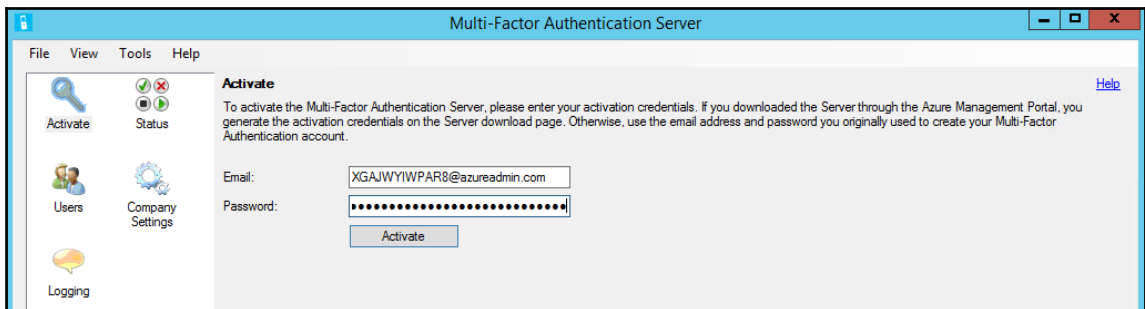 Multi-Factor Authentication Server
File View Tools Help
Activate
Status
Users
Company
Settings
Logging
Activate
Help
To activate the Multi-Factor Authentication Server, please enter your activation credentials. If you downloaded the Server through the Azure Management Portal, you
generate the activation credentials on the Server download page. Otherwise, use the email address and password you originally used to create your Multi-Factor
Authentication account.
Email: XGAJWYIWPAR8@azureadmin.com
Password: ••••••••••••••••••••••••••••
Activate